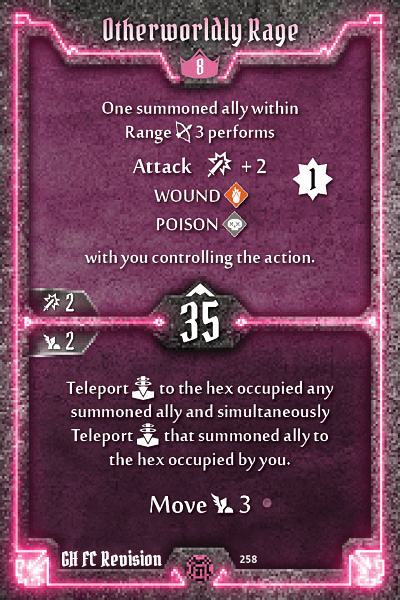 Otherworldly Rage
8
One summoned ally within
Range 3 performs
Attack + 2
1
WOUND
POISON
with you controlling the action.
2
35
2
Teleport to the hex occupied any
summoned ally and simultaneously
Teleport that summoned ally to
the hex occupied by you.
Move 3
GH FC Revision 258